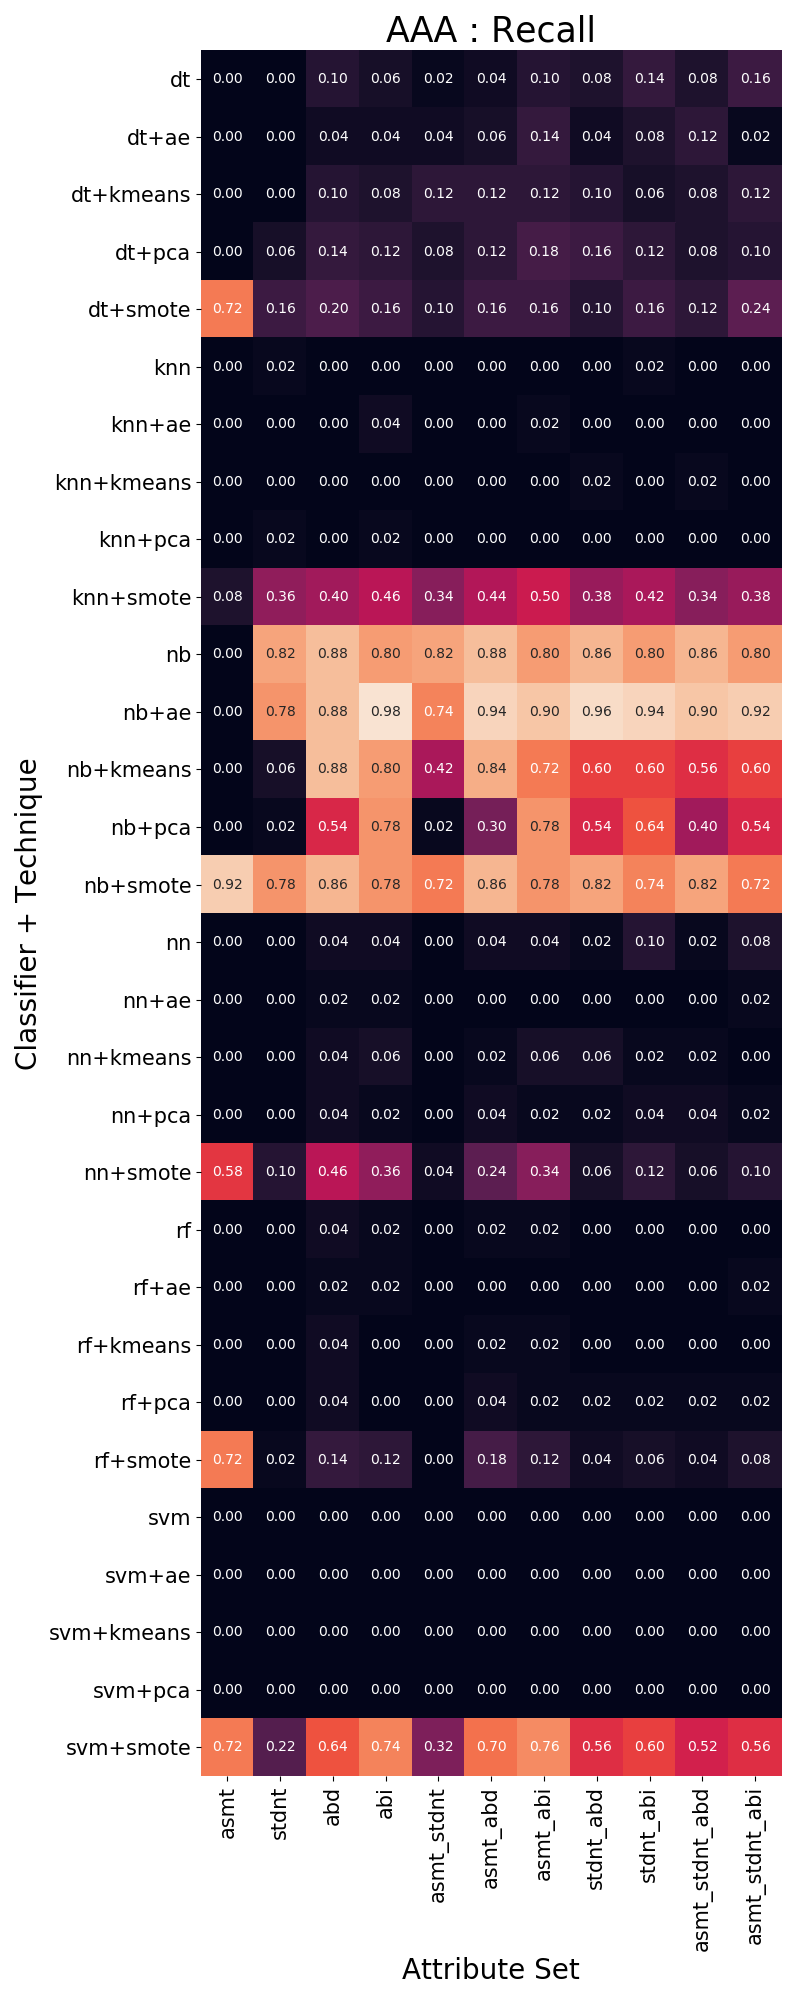 AAA : Recall
dt 0.00 0.00 0.10 0.06 0.02 0.04 0.10 0.08 0.14 0.08 0.16
dt+ae 0.00 0.00 0.04 0.04 0.04 0.06 0.14 0.04 0.08 0.12 0.02
dt+kmeans 0.00 0.00 0.10 0.08 0.12 0.12 0.12 0.10 0.06 0.08 0.12
dt+pca 0.00 0.06 0.14 0.12 0.08 0.12 0.18 0.16 0.12 0.08 0.10
dt+smote 0.72 0.16 0.20 0.16 0.10 0.16 0.16 0.10 0.16 0.12 0.24
knn 0.00 0.02 0.00 0.00 0.00 0.00 0.00 0.00 0.02 0.00 0.00
knn+ae 0.00 0.00 0.00 0.04 0.00 0.00 0.02 0.00 0.00 0.00 0.00
knn+kmeans 0.00 0.00 0.00 0.00 0.00 0.00 0.00 0.02 0.00 0.02 0.00
knn+pca 0.00 0.02 0.00 0.02 0.00 0.00 0.00 0.00 0.00 0.00 0.00
knn+smote 0.08 0.36 0.40 0.46 0.34 0.44 0.50 0.38 0.42 0.34 0.38
nb 0.00 0.82 0.88 0.80 0.82 0.88 0.80 0.86 0.80 0.86 0.80
nb+ae 0.00 0.78 0.88 0.98 0.74 0.94 0.90 0.96 0.94 0.90 0.92
nb+kmeans 0.00 0.06 0.88 0.80 0.42 0.84 0.72 0.60 0.60 0.56 0.60
nb+pca 0.00 0.02 0.54 0.78 0.02 0.30 0.78 0.54 0.64 0.40 0.54
nb+smote 0.92 0.78 0.86 0.78 0.72 0.86 0.78 0.82 0.74 0.82 0.72
nn 0.00 0.00 0.04 0.04 0.00 0.04 0.04 0.02 0.10 0.02 0.08
nn+ae 0.00 0.00 0.02 0.02 0.00 0.00 0.00 0.00 0.00 0.00 0.02
nn+kmeans 0.00 0.00 0.04 0.06 0.00 0.02 0.06 0.06 0.02 0.02 0.00
nn+pca 0.00 0.00 0.04 0.02 0.00 0.04 0.02 0.02 0.04 0.04 0.02
nn+smote 0.58 0.10 0.46 0.36 0.04 0.24 0.34 0.06 0.12 0.06 0.10
rf 0.00 0.00 0.04 0.02 0.00 0.02 0.02 0.00 0.00 0.00 0.00
rf+ae 0.00 0.00 0.02 0.02 0.00 0.00 0.00 0.00 0.00 0.00 0.02
rf+kmeans 0.00 0.00 0.04 0.00 0.00 0.02 0.02 0.00 0.00 0.00 0.00
rf+pca 0.00 0.00 0.04 0.00 0.00 0.04 0.02 0.02 0.02 0.02 0.02
rf+smote 0.72 0.02 0.14 0.12 0.00 0.18 0.12 0.04 0.06 0.04 0.08
svm 0.00 0.00 0.00 0.00 0.00 0.00 0.00 0.00 0.00 0.00 0.00
svm+ae 0.00 0.00 0.00 0.00 0.00 0.00 0.00 0.00 0.00 0.00 0.00
svm+kmeans 0.00 0.00 0.00 0.00 0.00 0.00 0.00 0.00 0.00 0.00 0.00
svm+pca 0.00 0.00 0.00 0.00 0.00 0.00 0.00 0.00 0.00 0.00 0.00
svm+smote 0.72 0.22 0.64 0.74 0.32 0.70 0.76 0.56 0.60 0.52 0.56
asmt stdnt abd abi asmt_stdnt asmt_abd asmt_abi stdnt_abd stdnt_abi asmt_stdnt_abd asmt_stdnt_abi
Attribute Set
Classifier + Technique